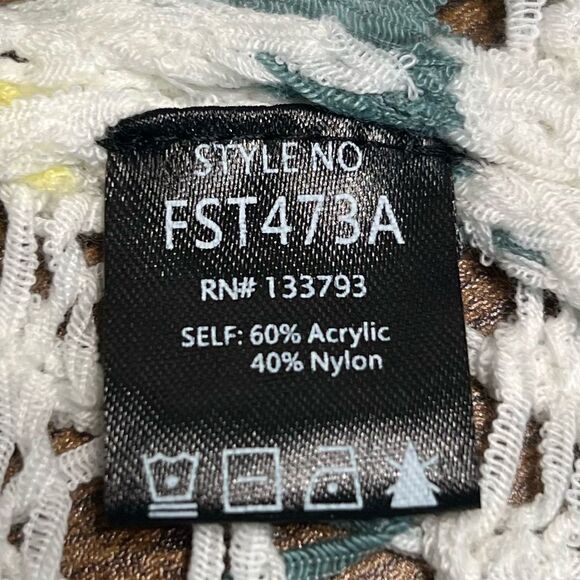 STYLE NO
FST473A
RN# 133793
SELF: 60% Acrylic
40% Nylon